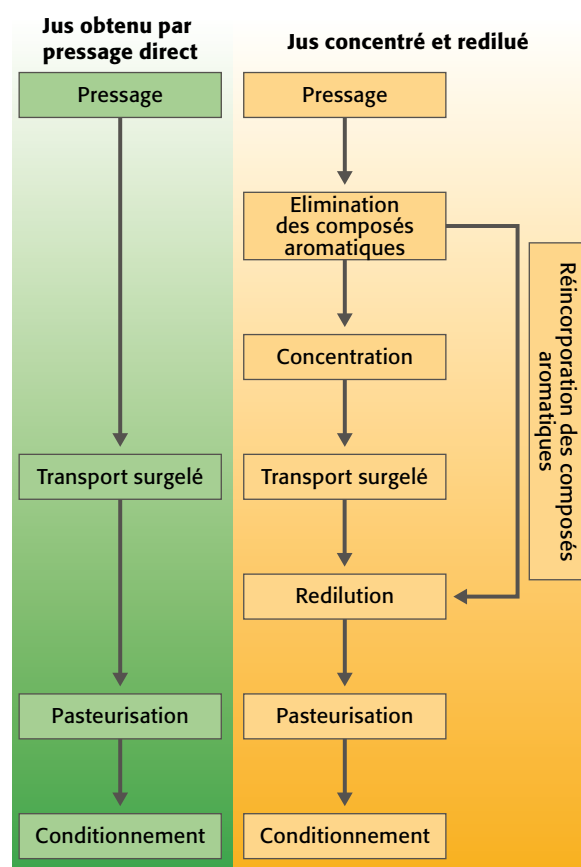 Jus obtenu par
pressage direct
Pressage
Transport surgelé
Pasteurisation
Conditionnement
Jus concentré et redilué
Pressage
Elimination
des composés
aromatiques
Concentration
Transport surgelé
Redilution
Pasteurisation
Conditionnement
Réincorporation des composés
aromatiques